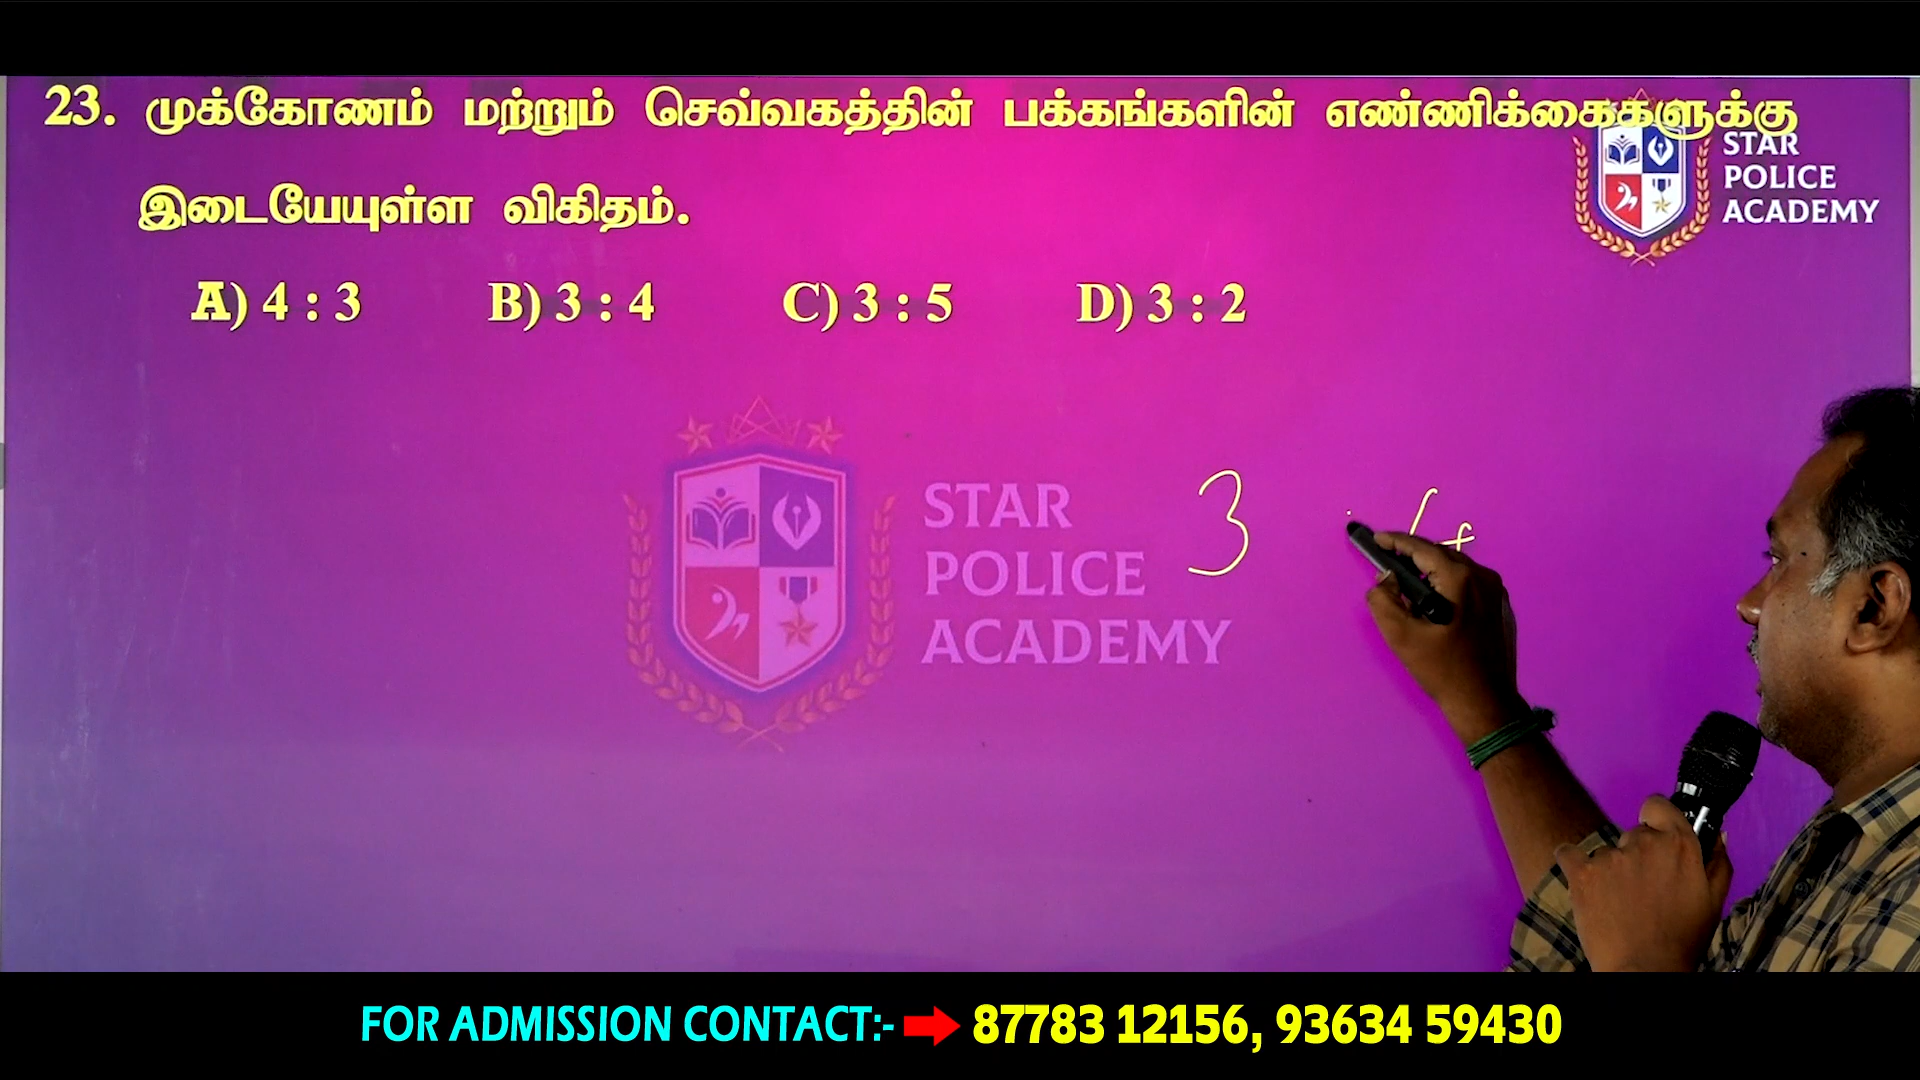 23. முக்கோணம் மற்றும் செவ்வகத்தின் பக்கங்களின் எண்ணிக்கைகளுக்கு
இடையேயுள்ள விகிதம்.
A) 4 : 3 B) 3 : 4 C) 3 : 5 D) 3 : 2
STAR
POLICE
ACADEMY
STAR
POLICE
ACADEMY
3 : 4
FOR ADMISSION CONTACT:- 87783 12156, 93634 59430